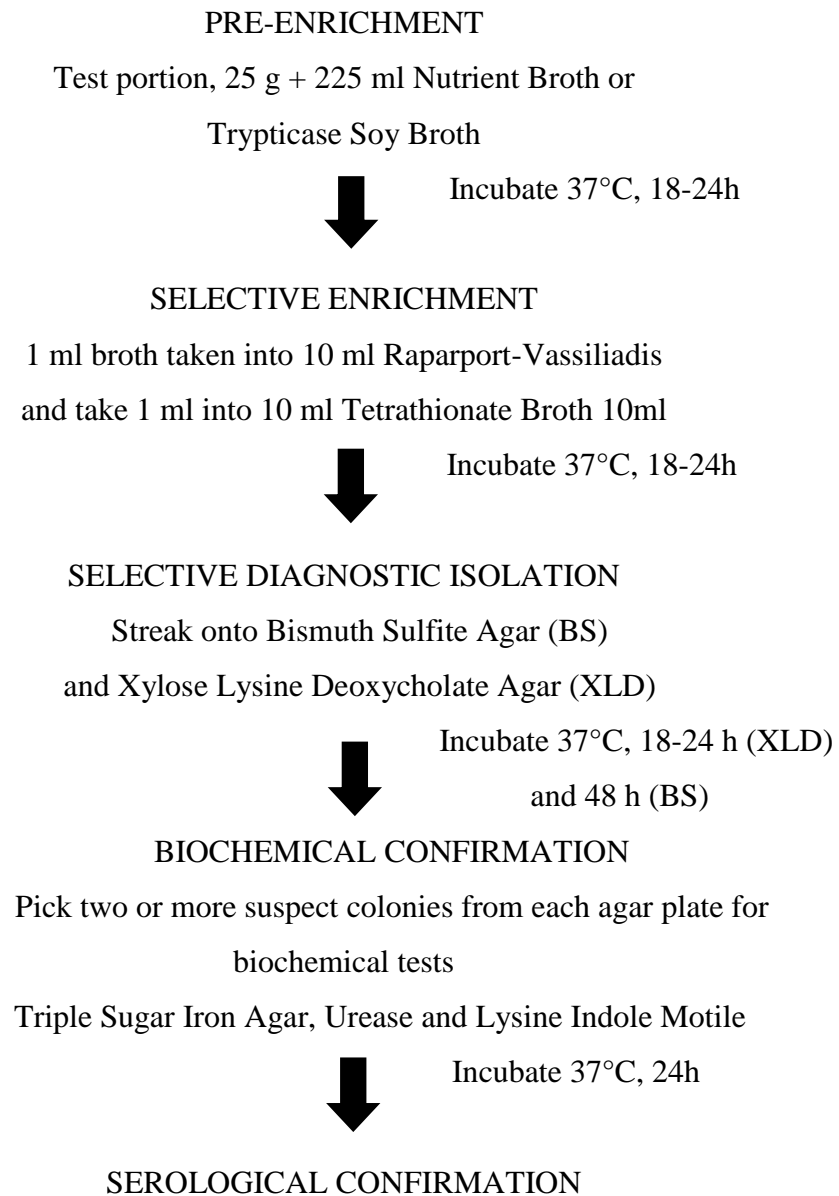 PRE-ENRICHMENT
Test portion, 25 g + 225 ml Nutrient Broth or
Trypticase Soy Broth
Incubate 37°C, 18-24h
SELECTIVE ENRICHMENT
1 ml broth taken into 10 ml Raparport-Vassiliadis
and take 1 ml into 10 ml Tetrathionate Broth 10ml
Incubate 37°C, 18-24h
SELECTIVE DIAGNOSTIC ISOLATION
Streak onto Bismuth Sulfite Agar (BS)
and Xylose Lysine Deoxycholate Agar (XLD)
Incubate 37°C, 18-24 h (XLD)
and 48 h (BS)
BIOCHEMICAL CONFIRMATION
Pick two or more suspect colonies from each agar plate for
biochemical tests
Triple Sugar Iron Agar, Urease and Lysine Indole Motile
Incubate 37°C, 24h
SEROLOGICAL CONFIRMATION